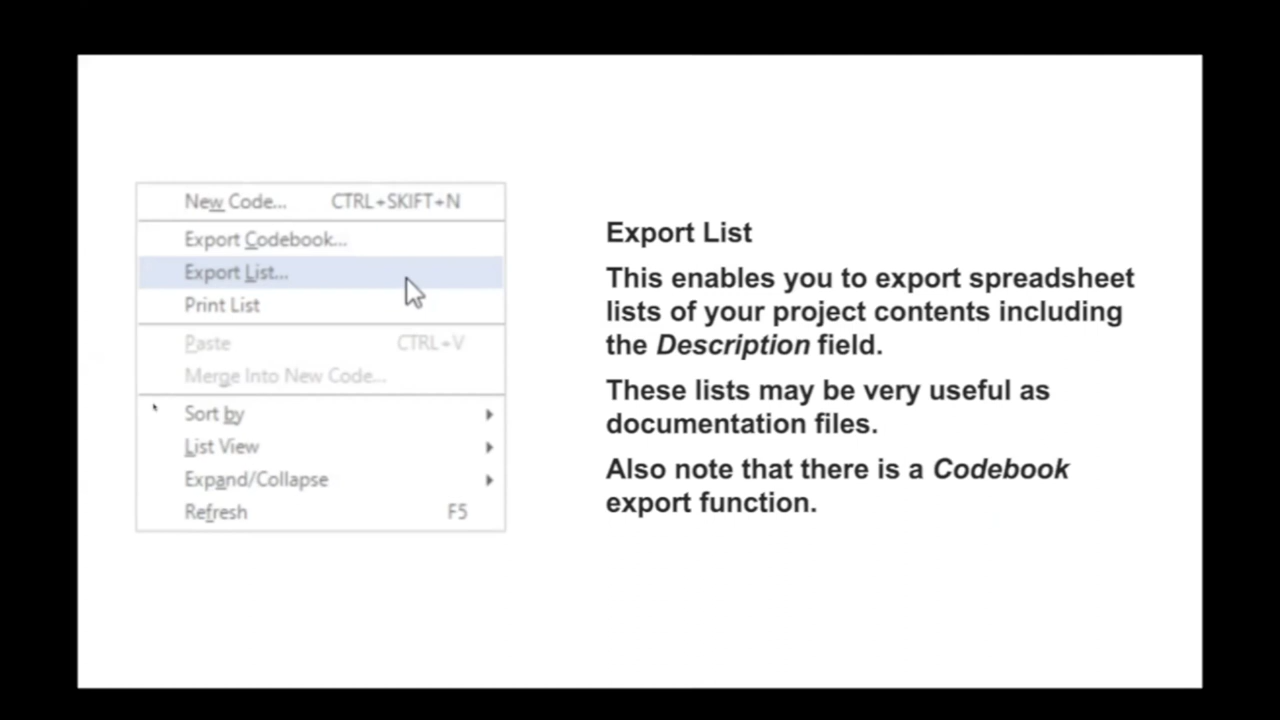 New Code... CTRL+SKIFT+N
Export Codebook...
Export List...
Print List
Paste CTRL+V
Merge Into New Code...
Sort by
List View
Expand/Collapse
Refresh F5
Export List
This enables you to export spreadsheet
lists of your project contents including
the Description field.
These lists may be very useful as
documentation files.
Also note that there is a Codebook
export function.